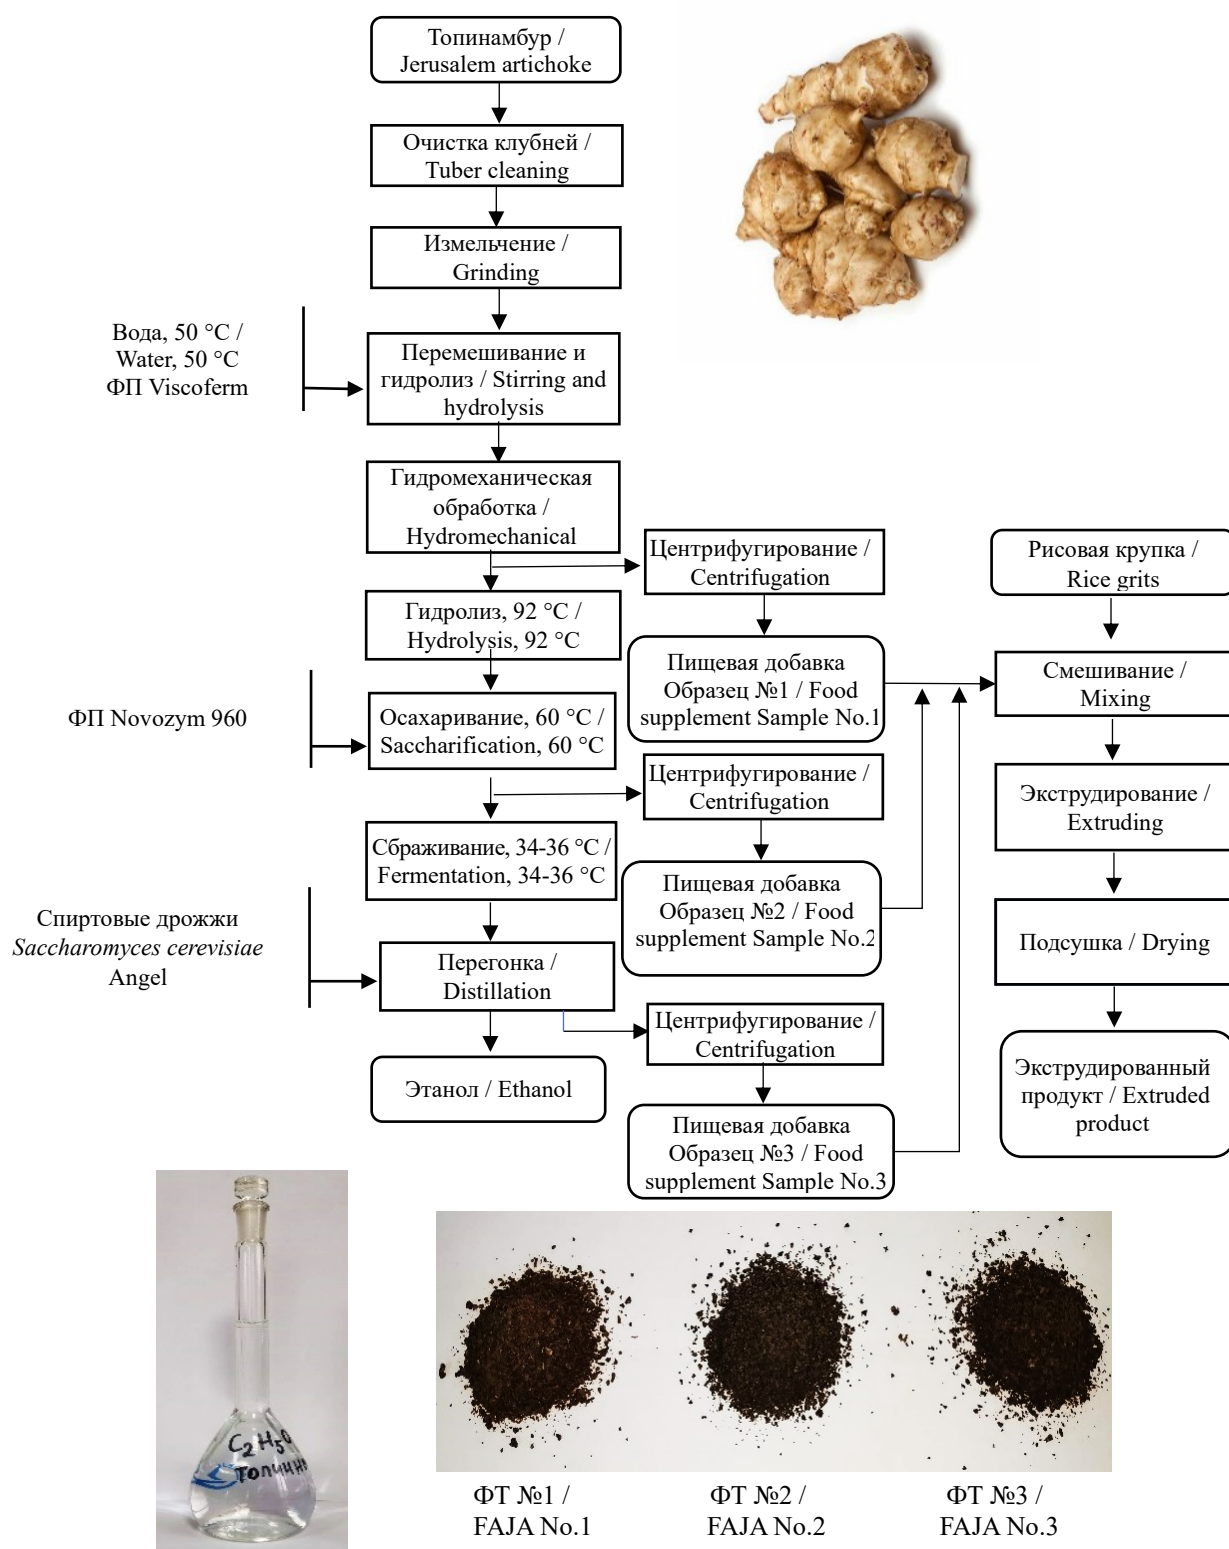 Топинамбур /
Jerusalem artichoke
Очистка клубней /
Tuber cleaning
Измельчение /
Grinding
Вода, 50 °C /
Water, 50 °C
ФП Viscoferm
Перемешивание и
гидролиз / Stirring and
hydrolysis
Гидромеханическая
обработка /
Hydromechanical
Центрифугирование /
Centrifugation
Рисовая крупка /
Rice grits
Гидролиз, 92 °C /
Hydrolysis, 92 °C
Пищевая добавка
Образец №1 / Food
supplement Sample No.1
Смешивание /
Mixing
ФП Novozym 960
Осахаривание, 60 °C /
Saccharification, 60 °C
Центрифугирование /
Centrifugation
Экструдирование /
Extruding
Сбраживание, 34-36 °C /
Fermentation, 34-36 °C
Пищевая добавка
Образец №2 / Food
supplement Sample No.2
Спиртовые дрожжи
Saccharomyces cerevisiae
Angel
Перегонка /
Distillation
Подсушка / Drying
Центрифугирование /
Centrifugation
Этанол / Ethanol
Экструдированный
продукт / Extruded
product
Пищевая добавка
Образец №3 / Food
supplement Sample No.3
C2H5O
Топинн
ФТ №1 /
FAJA No.1
ФТ №2 /
FAJA No.2
ФТ №3 /
FAJA No.3